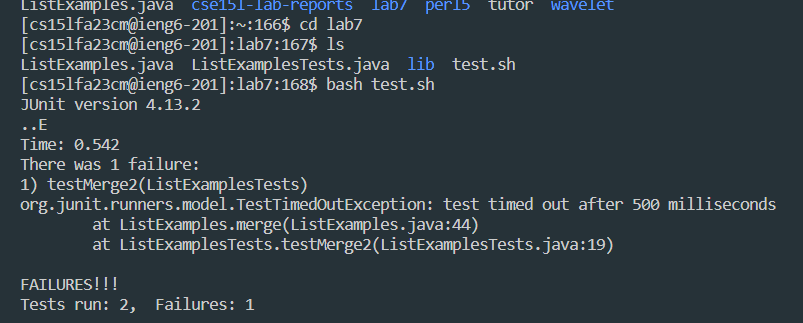 ListExamples.java cse15l-lab-reports lab7 perl5 tutor wavelet
[cs15lfa23cm@ieng6-201]:~:166$ cd lab7
[cs15lfa23cm@ieng6-201]:lab7:167$ ls
ListExamples.java ListExamplesTests.java lib test.sh
[cs15lfa23cm@ieng6-201]:lab7:168$ bash test.sh
JUnit version 4.13.2
..E
Time: 0.542
There was 1 failure:
1) testMerge2(ListExamplesTests)
org.junit.runners.model.TestTimedOutException: test timed out after 500 milliseconds
        at ListExamples.merge(ListExamples.java:44)
        at ListExamplesTests.testMerge2(ListExamplesTests.java:19)
FAILURES!!!
Tests run: 2,  Failures: 1